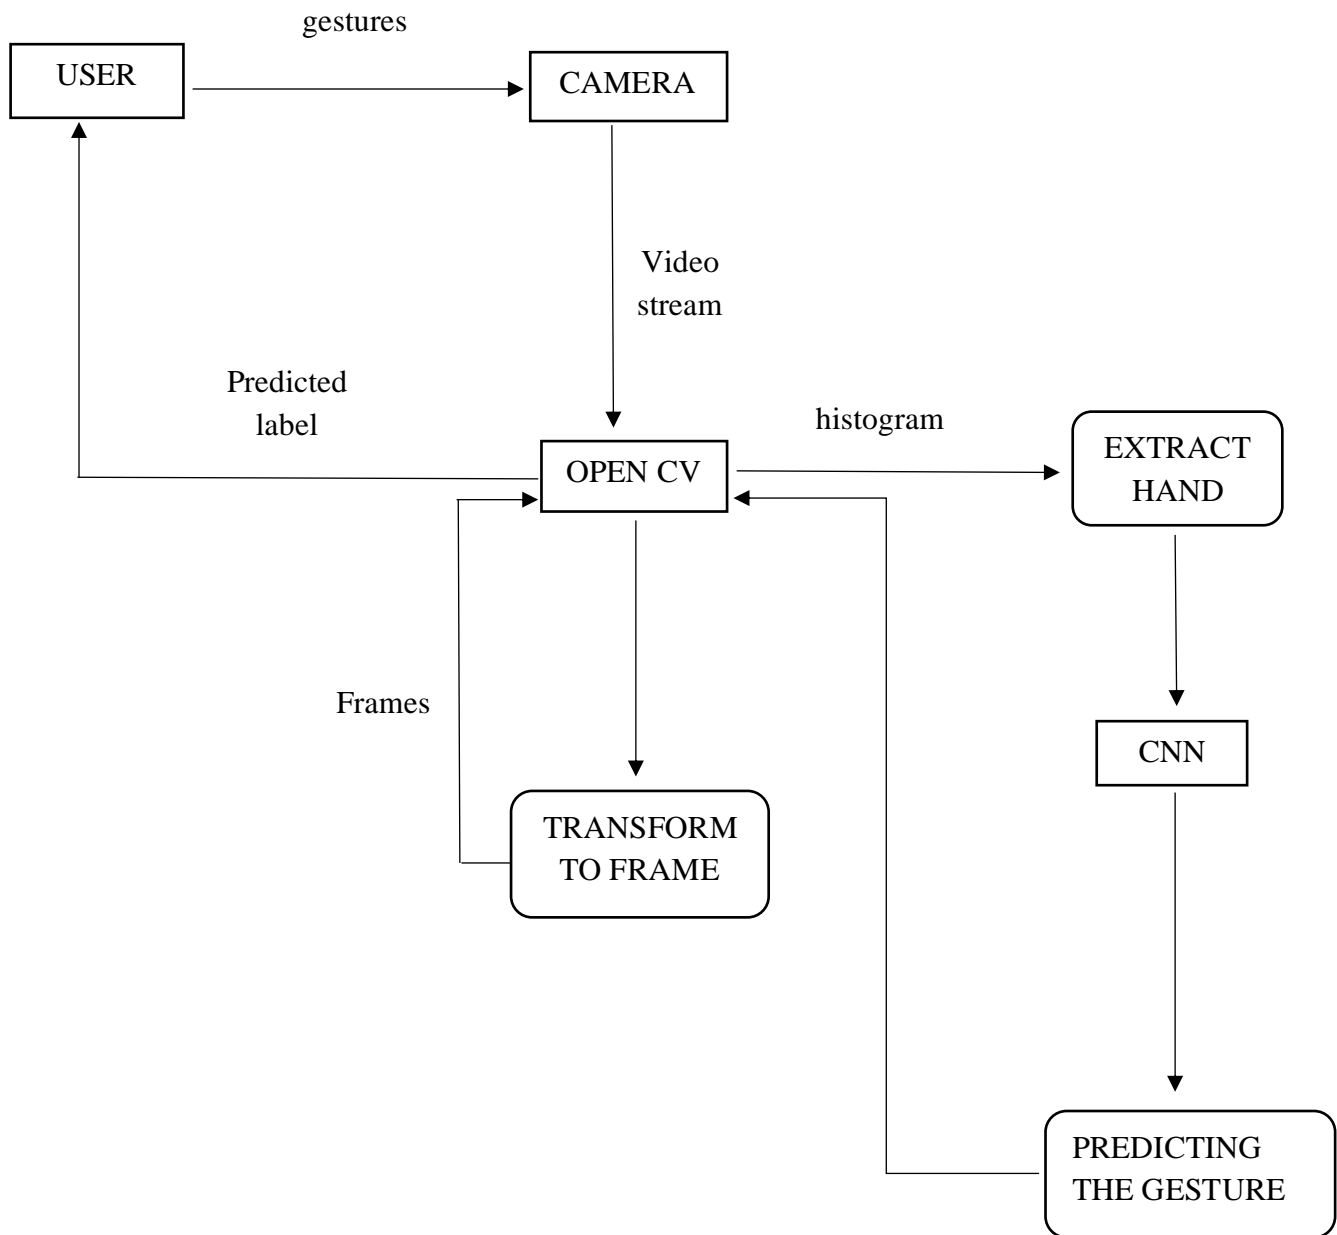 gestures
USER
CAMERA
Video
stream
Predicted
label
histogram
OPEN CV
EXTRACT
HAND
Frames
CNN
TRANSFORM
TO FRAME
PREDICTING
THE GESTURE